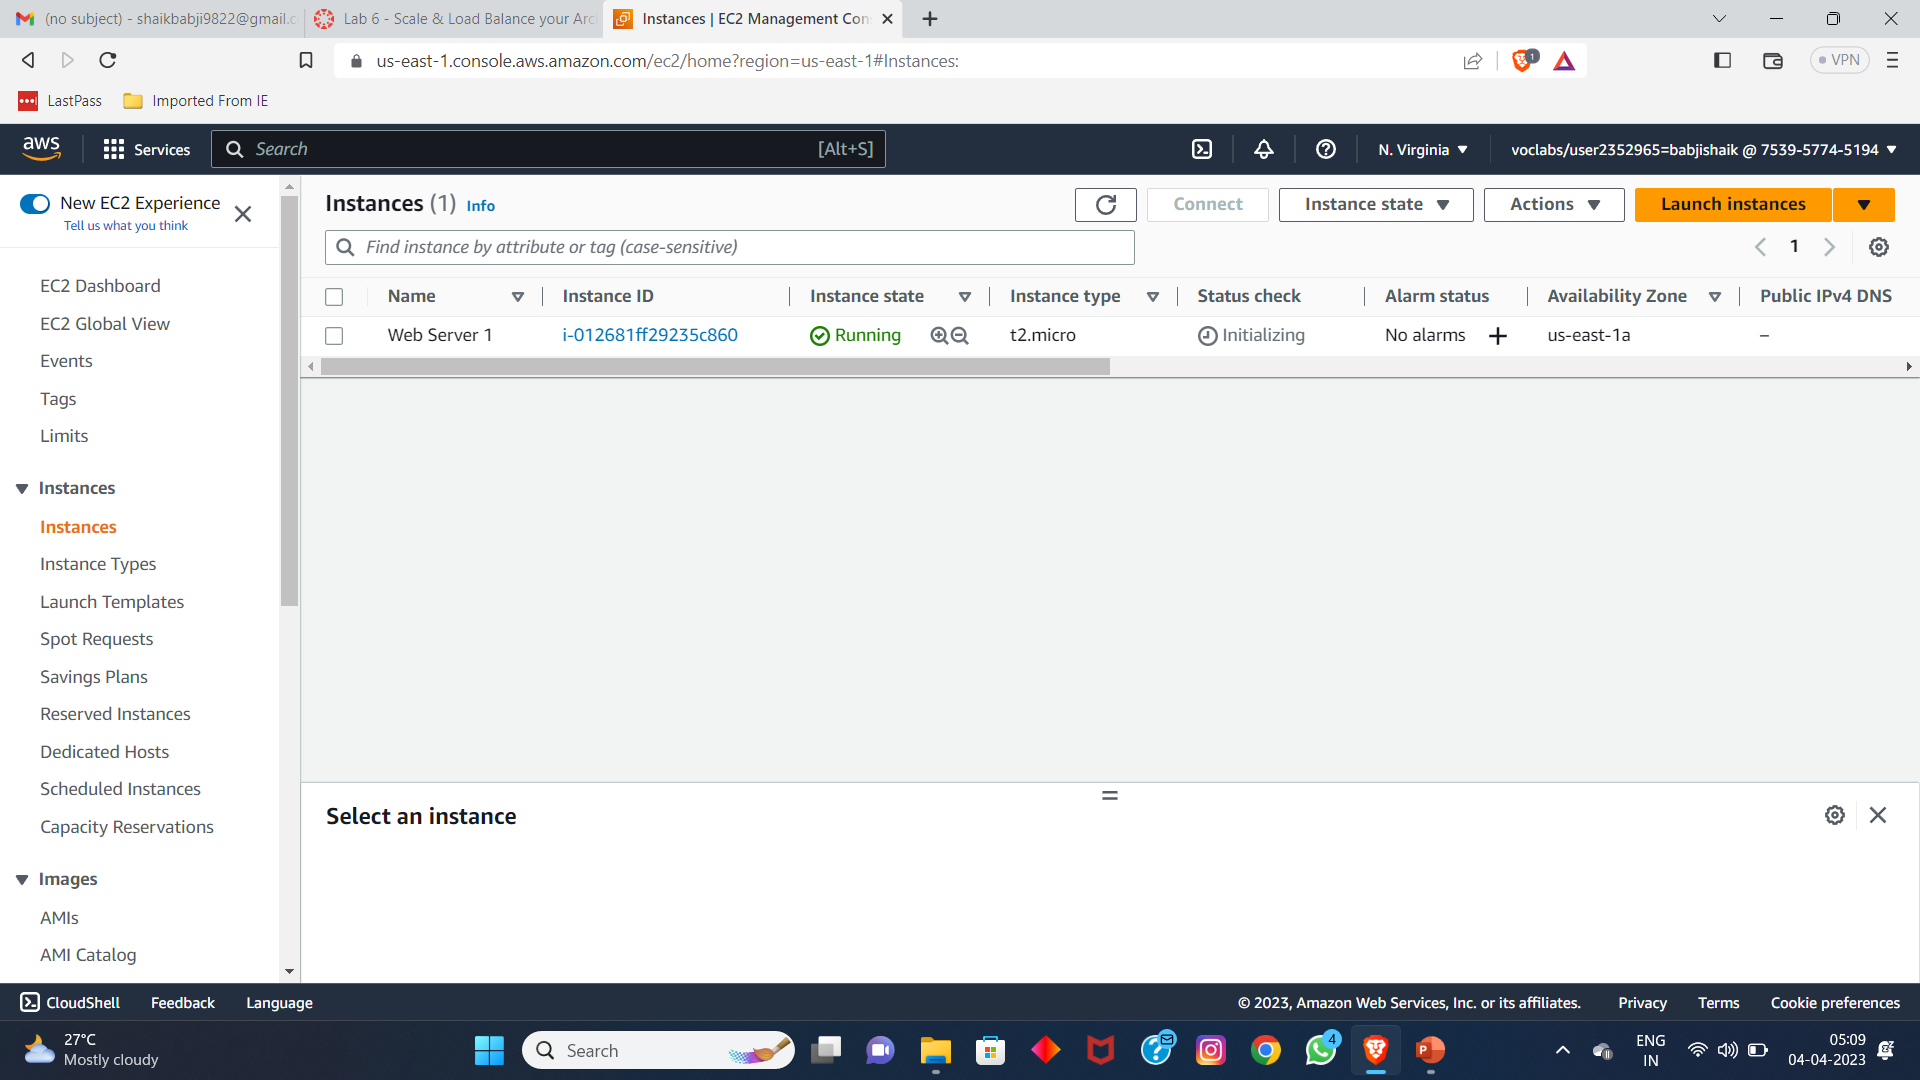 (no subject) - shaikbabji9822@gmail.c
Lab 6 - Scale & Load Balance your Arc
Instances | EC2 Management Con
us-east-1.console.aws.amazon.com/ec2/home?region=us-east-1#Instances:
1
VPN
LastPass
Imported From IE
aws
Services
Search
[Alt+S]
N. Virginia
voclabs/user2352965=babjishaik @ 7539-5774-5194
New EC2 Experience
Tell us what you think
EC2 Dashboard
EC2 Global View
Events
Tags
Limits
Instances
Instances
Instance Types
Launch Templates
Spot Requests
Savings Plans
Reserved Instances
Dedicated Hosts
Scheduled Instances
Capacity Reservations
Images
AMIs
AMI Catalog
Instances (1) Info
Connect
Instance state
Actions
Launch instances
Find instance by attribute or tag (case-sensitive)
1
Name
Instance ID
Instance state
Instance type
Status check
Alarm status
Availability Zone
Public IPv4 DNS
Web Server 1
i-012681ff29235c860
Running
t2.micro
Initializing
No alarms
us-east-1a
–
Select an instance
CloudShell
Feedback
Language
© 2023, Amazon Web Services, Inc. or its affiliates.
Privacy
Terms
Cookie preferences
27°C
Mostly cloudy
Search
4
P
ENG
IN
05:09
04-04-2023